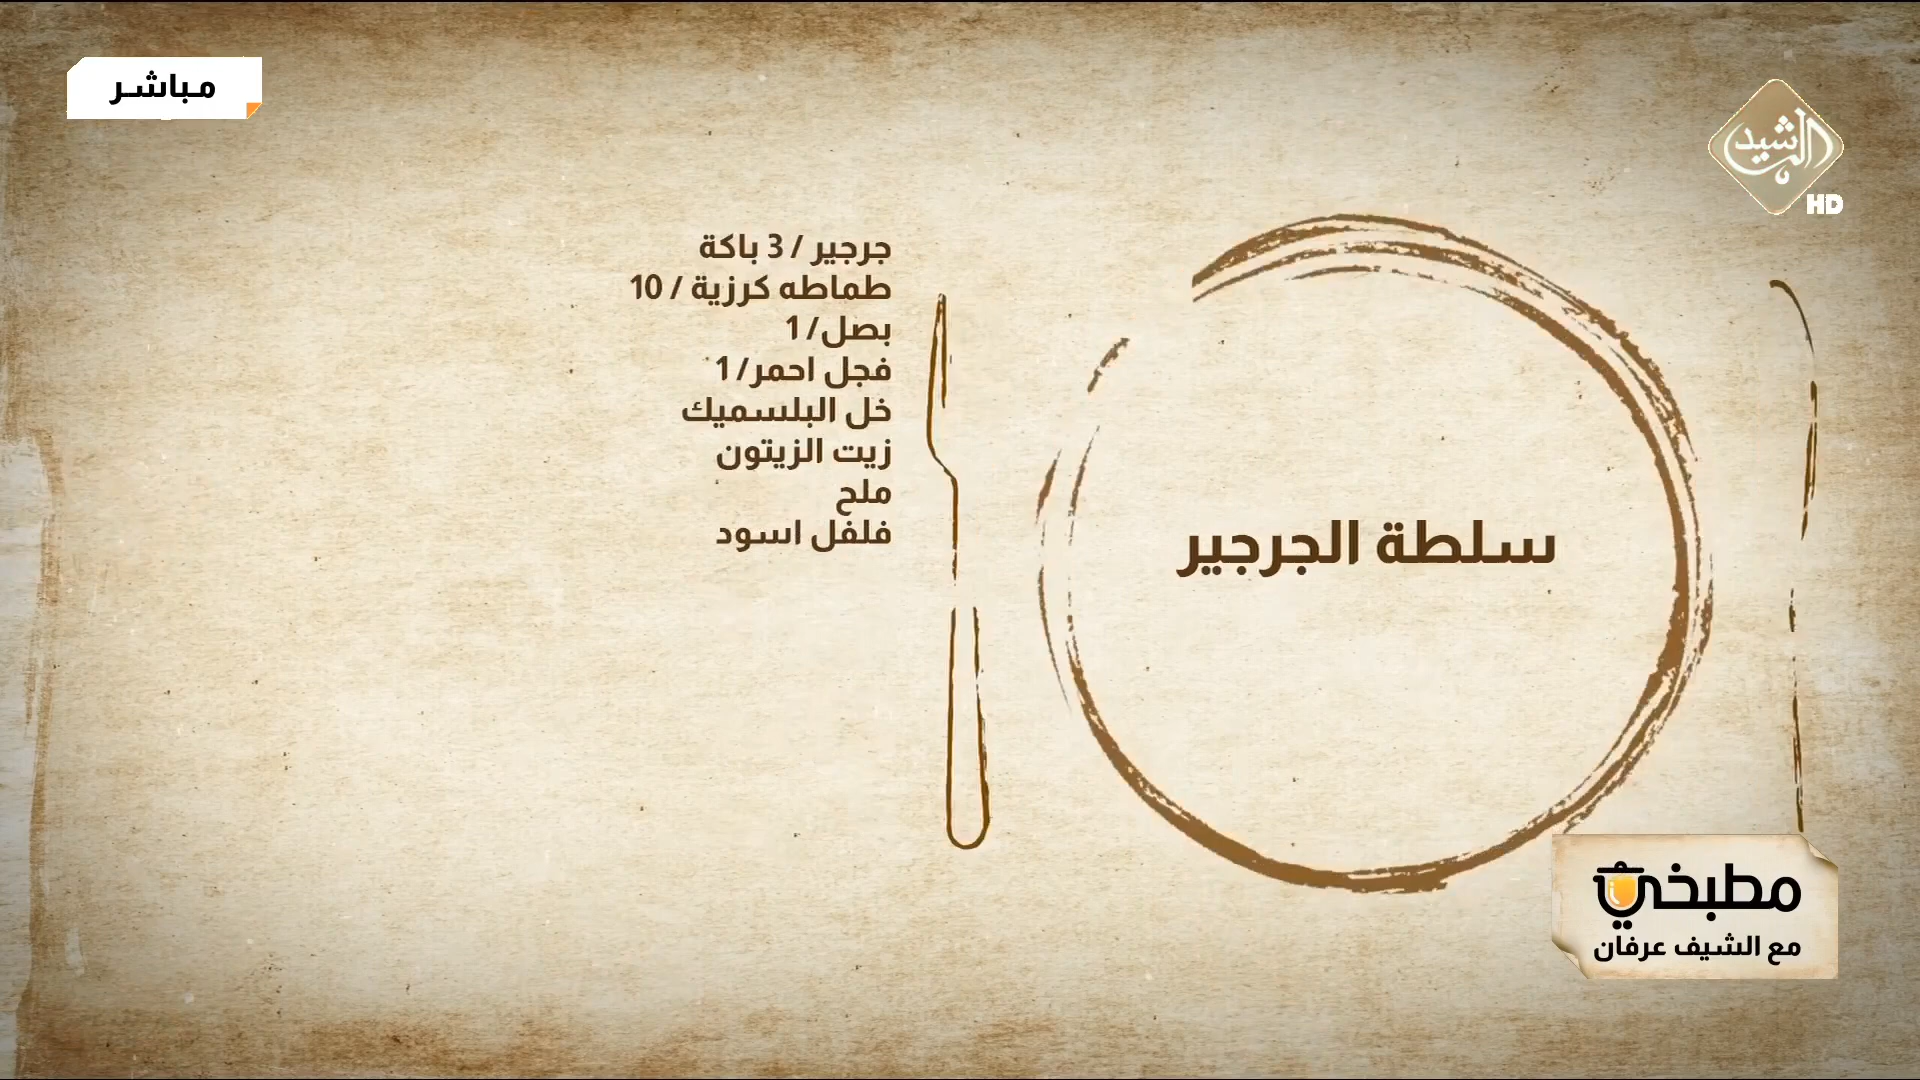 مباشر
الرشيد
HD
جرجير / 3 باكة
طماطه كرزية / 10
بصل/ 1
فجل احمر/ 1
خل البلسميك
زيت الزيتون
ملح
فلفل اسود
سلطة الجرجير
مطبخي
مع الشيف عرفان